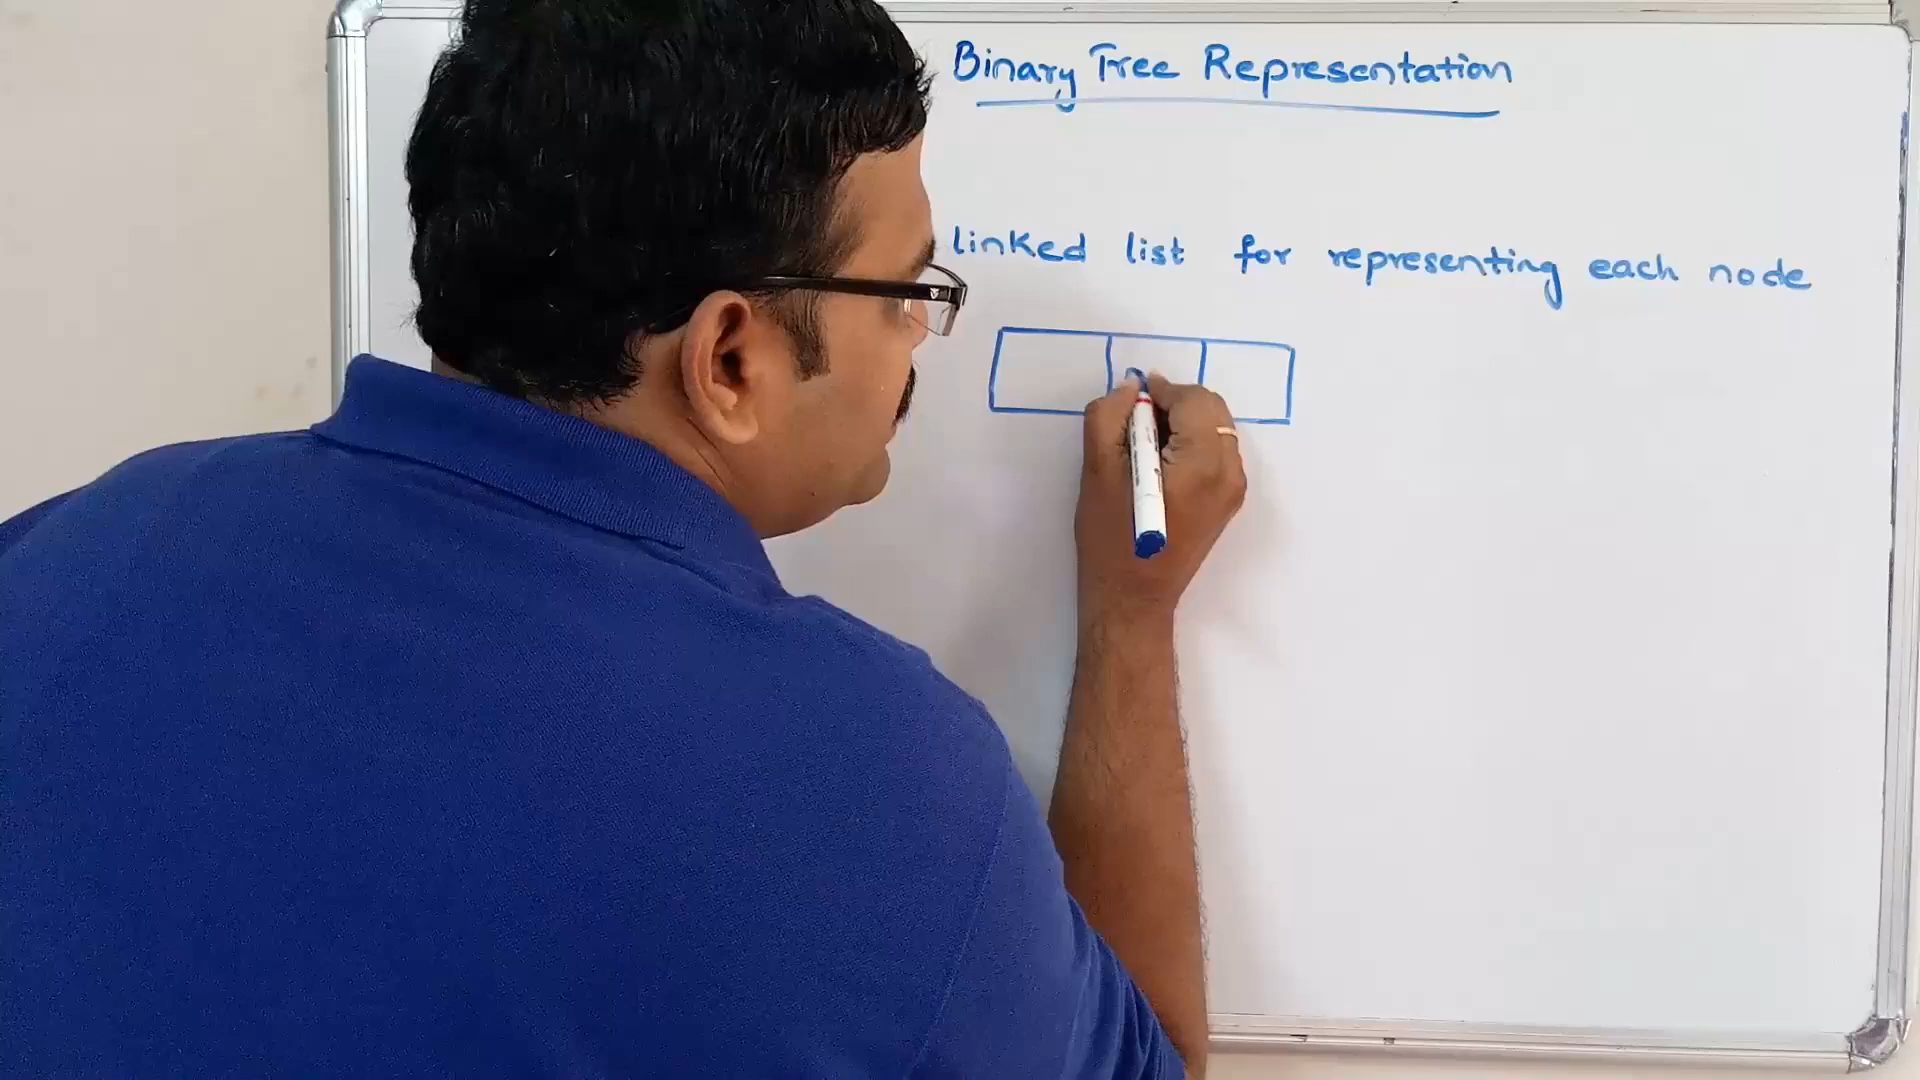 Binary Tree Representation
linked list for representing each node